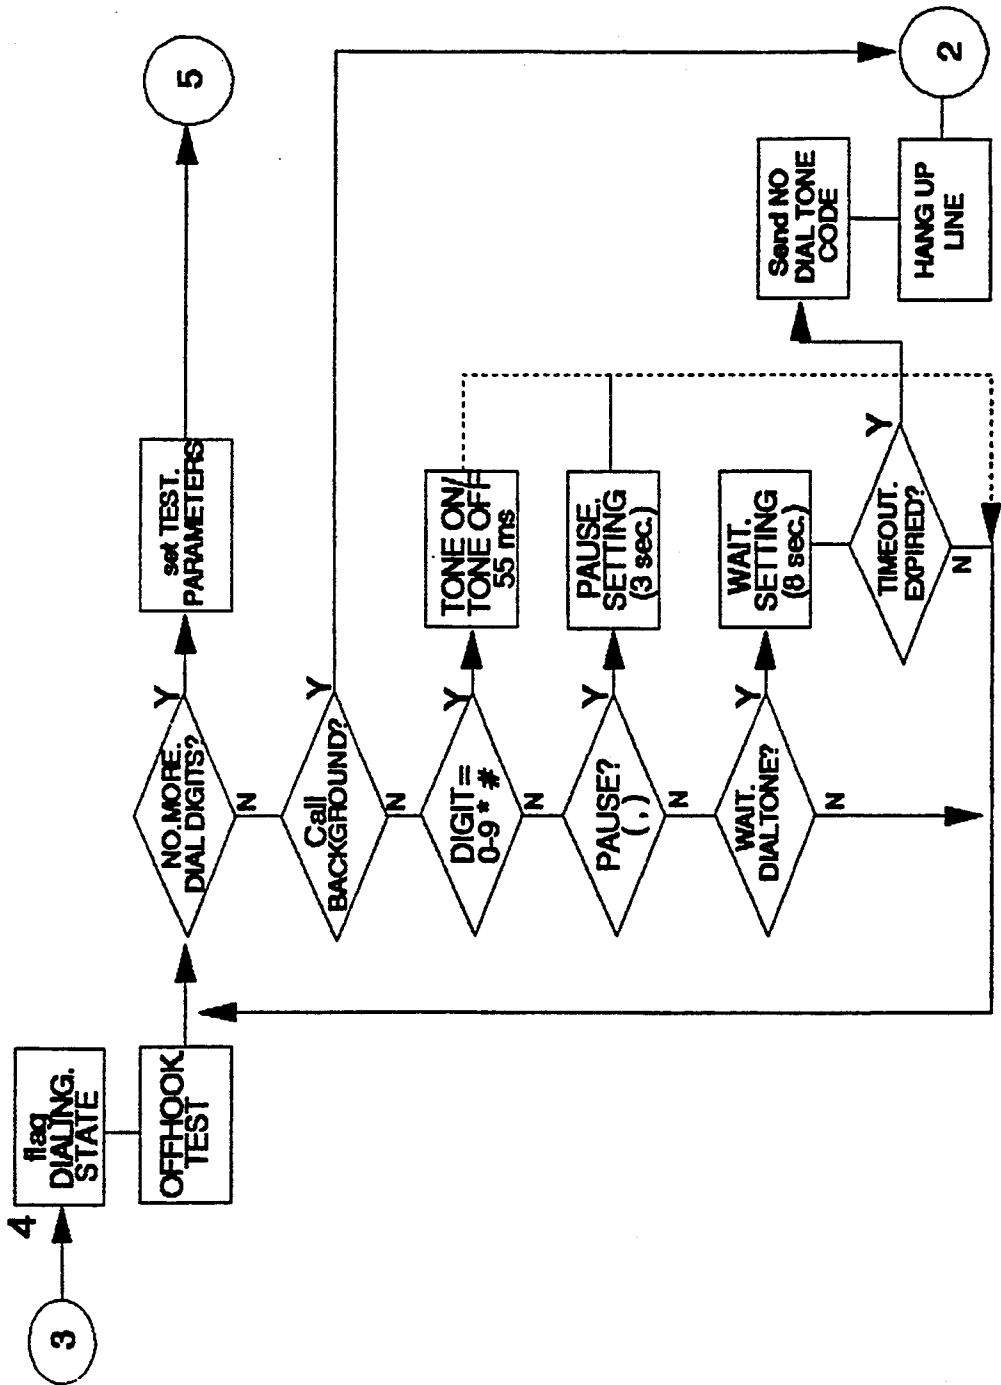 3
4
flag
DIALING.
STATE
OFFHOOK.
TEST
NO.MORE.
DIAL DIGITS?
Y
N
set TEST.
PARAMETERS
5
Call
BACKGROUND?
Y
N
2
DIGIT=
0-9 * #
Y
N
TONE ON/
TONE OFF
55 ms
PAUSE?
( , )
Y
N
PAUSE.
SETTING
(3 sec.)
WAIT.
DIALTONE?
Y
N
WAIT.
SETTING
(8 sec.)
TIMEOUT.
EXPIRED?
Y
N
Send NO
DIAL TONE
CODE
HANG UP
LINE